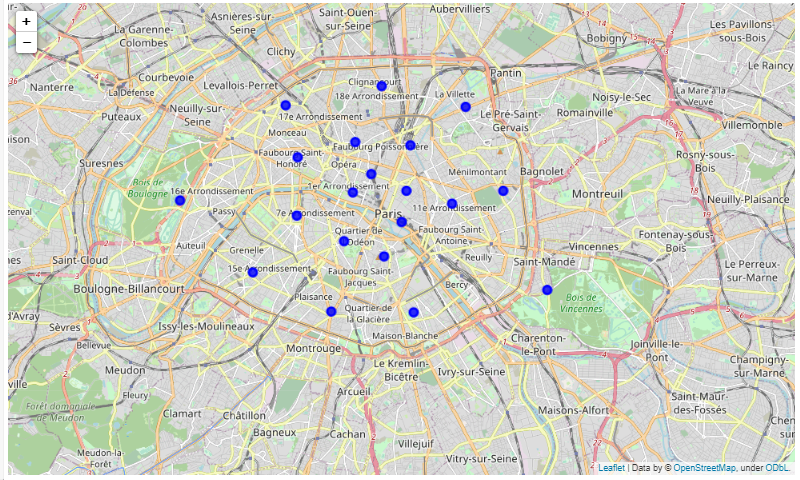 +
−
Asnières-sur-
Seine
Saint-Ouen-
sur-Seine
Aubervilliers
La Garenne-
Colombes
Bobigny
Les Pavillons-
sous-Bois
Clichy
Le Raincy
Courbevoie
Pantin
Nanterre
La Défense
Levallois-Perret
Clignancourt
18e Arrondissement
La Villette
Noisy-le-Sec
La Mare à la
Veuve
Puteaux
Neuilly-sur-
Seine
17e Arrondissement
Le Pré-Saint-
Gervais
Romainville
Villemomble
Monceau
Faubourg Poissonnière
Rosny-sous-
Bois
Suresnes
Faubourg Saint-
Honoré
Opéra
Ménilmontant
Bagnolet
Bois de
Boulogne
16e Arrondissement
1er Arrondissement
Montreuil
Neuilly-Plaisance
Passy
7e Arrondissement
Paris
11e Arrondissement
Quartier de
l'Odéon
Faubourg Saint-
Antoine
Fontenay-sous-
Bois
Auteuil
Grenelle
Vincennes
Saint-Cloud
15e Arrondissement
Faubourg Saint-
Jacques
Reuilly
Saint-Mandé
Le Perreux-
sur-Marne
Boulogne-Billancourt
Plaisance
Bercy
Bois de
Vincennes
d'Avray
Sèvres
Issy-les-Moulineaux
Quartier de
la Glacière
Maison-Blanche
Bellevue
Montrouge
Charenton-
le-Pont
Joinville-le-
Pont
Meudon
Le Kremlin-
Bicêtre
Ivry-sur-Seine
Champigny-
sur-Marne
Fleury
Arcueil
Forêt domaniale
de Meudon
Clamart
Châtillon
Maisons-Alfort
Saint-Maur-
des-Fossés
Bagneux
Cachan
Villejuif
Meudon-la-
Forêt
Vitry-sur-Seine
Leaflet | Data by © OpenStreetMap, under ODbL.